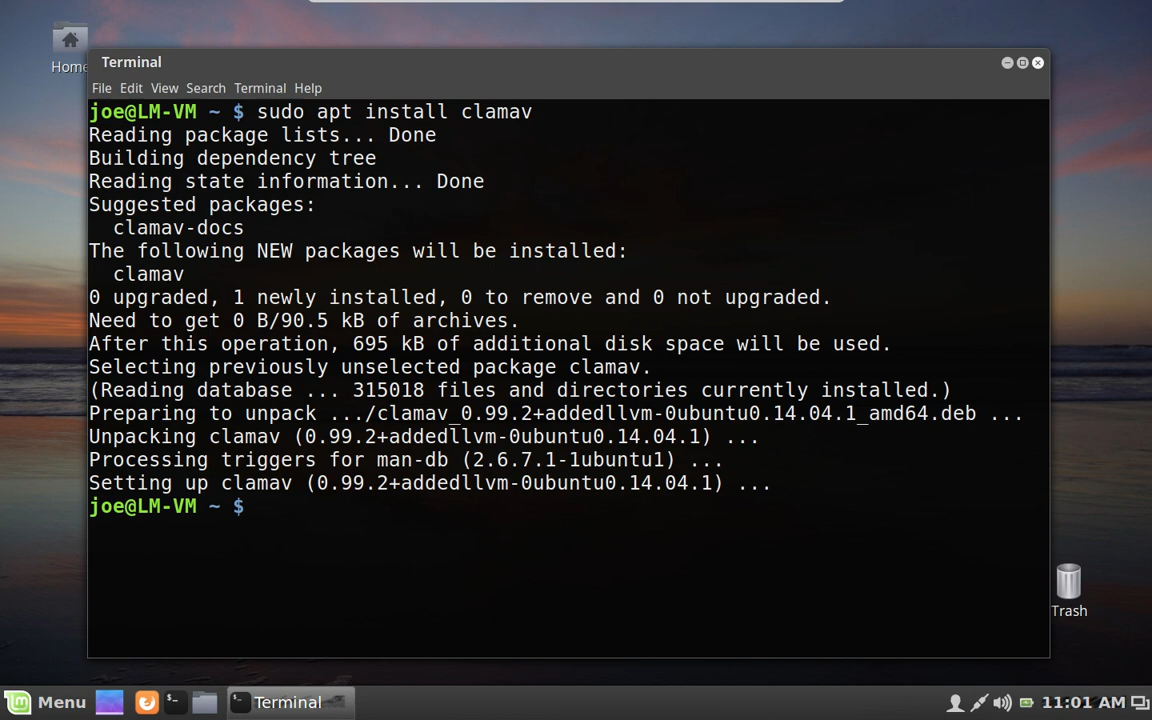 Home
Terminal
File Edit View Search Terminal Help
joe@LM-VM ~ $ sudo apt install clamav
Reading package lists... Done
Building dependency tree
Reading state information... Done
Suggested packages:
  clamav-docs
The following NEW packages will be installed:
  clamav
0 upgraded, 1 newly installed, 0 to remove and 0 not upgraded.
Need to get 0 B/90.5 kB of archives.
After this operation, 695 kB of additional disk space will be used.
Selecting previously unselected package clamav.
(Reading database ... 315018 files and directories currently installed.)
Preparing to unpack .../clamav_0.99.2+addedllvm-0ubuntu0.14.04.1_amd64.deb ...
Unpacking clamav (0.99.2+addedllvm-0ubuntu0.14.04.1) ...
Processing triggers for man-db (2.6.7.1-1ubuntu1) ...
Setting up clamav (0.99.2+addedllvm-0ubuntu0.14.04.1) ...
joe@LM-VM ~ $
Trash
Menu Terminal 11:01 AM